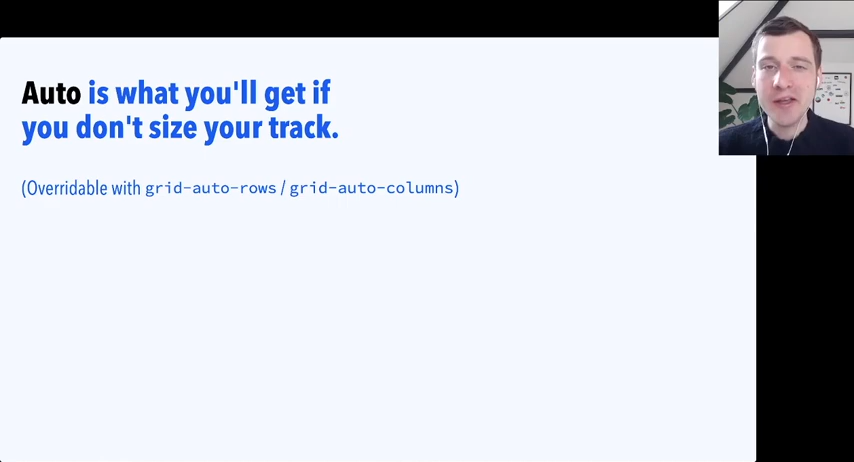 Auto is what you'll get if
you don't size your track.
(Overridable with grid-auto-rows / grid-auto-columns)